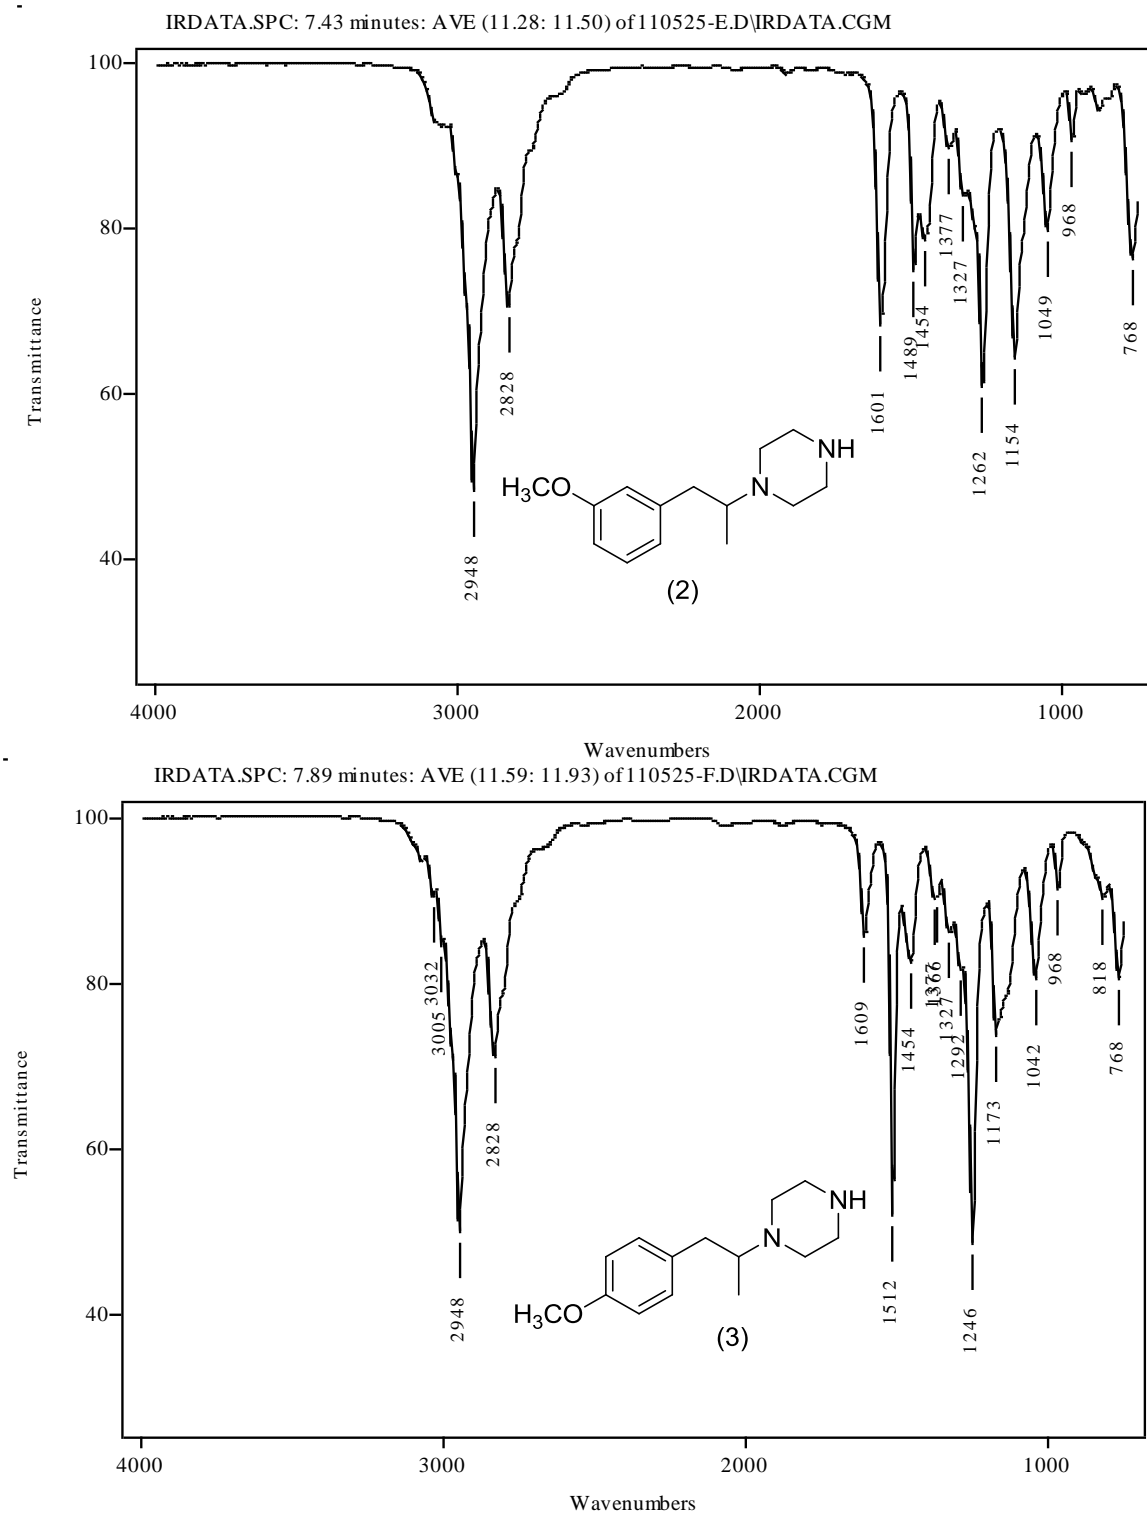 IRDATA.SPC: 7.43 minutes: AVE (11.28: 11.50) of 110525-E.D\IRDATA.CGM
100
80
60
40
Transmittance
2948
2828
1601
1489
1454
1377
1327
1262
1154
1049
968
768
H3CO
N
NH
(2)
4000 3000 2000 1000
Wavenumbers
IRDATA.SPC: 7.89 minutes: AVE (11.59: 11.93) of 110525-F.D\IRDATA.CGM
100
80
60
40
Transmittance
3032
3005
2948
2828
1609
1512
1454
1377
1366
1327
1292
1246
1173
1042
968
818
768
H3CO
N
NH
(3)
4000 3000 2000 1000
Wavenumbers